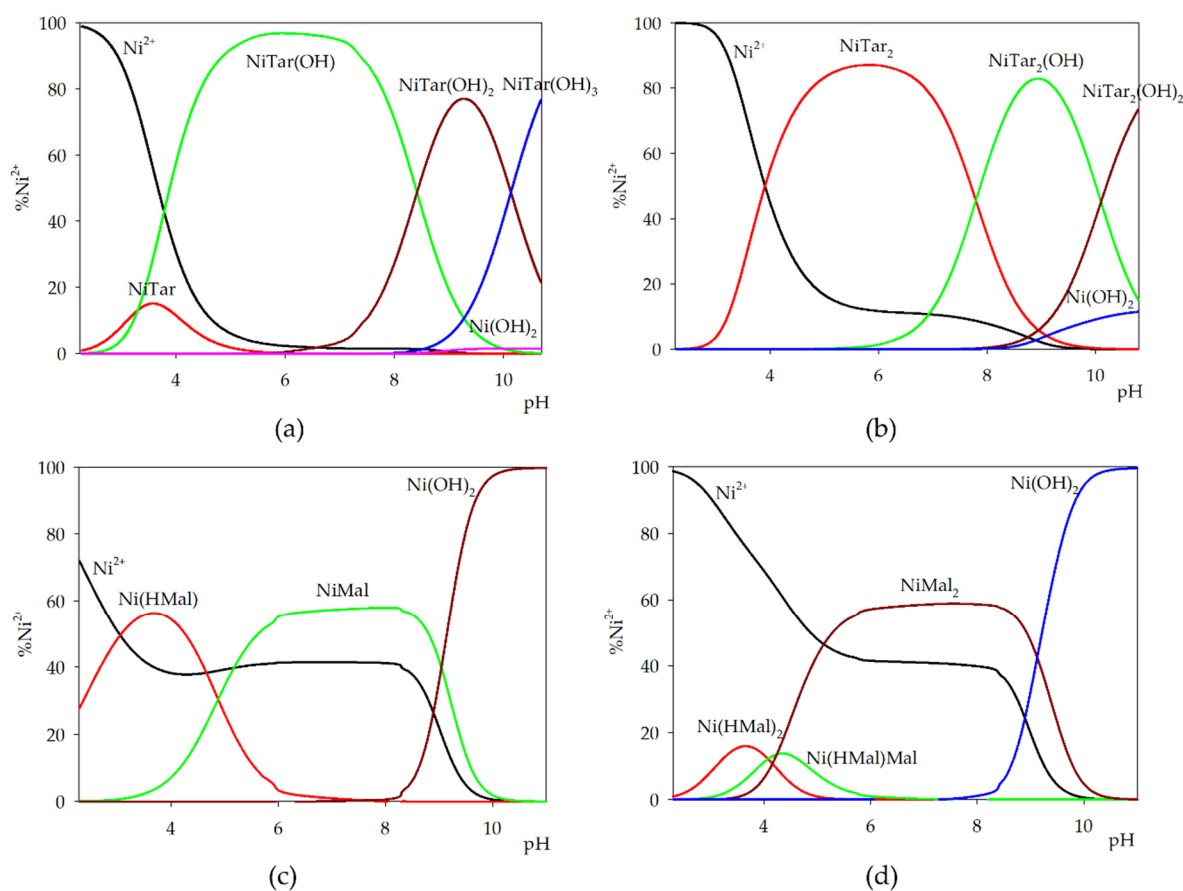 100
Ni²⁺
NiTar(OH)
NiTar(OH)₂
NiTar(OH)₃
80
60
%Ni²⁺
40
20
NiTar
Ni(OH)₂
0
4
6
8
10
pH
(a)
100
Ni²⁺
NiTar₂
NiTar₂(OH)
NiTar₂(OH)₂
80
60
%Ni²⁺
40
20
Ni(OH)₂
0
4
6
8
10
pH
(b)
100
Ni(OH)₂
80
Ni²⁺
Ni(HMal)
NiMal
60
%Ni²⁺
40
20
0
4
6
8
10
pH
(c)
100
Ni²⁺
Ni(OH)₂
80
NiMal₂
60
%Ni²⁺
40
20
Ni(HMal)₂
Ni(HMal)Mal
0
4
6
8
10
pH
(d)